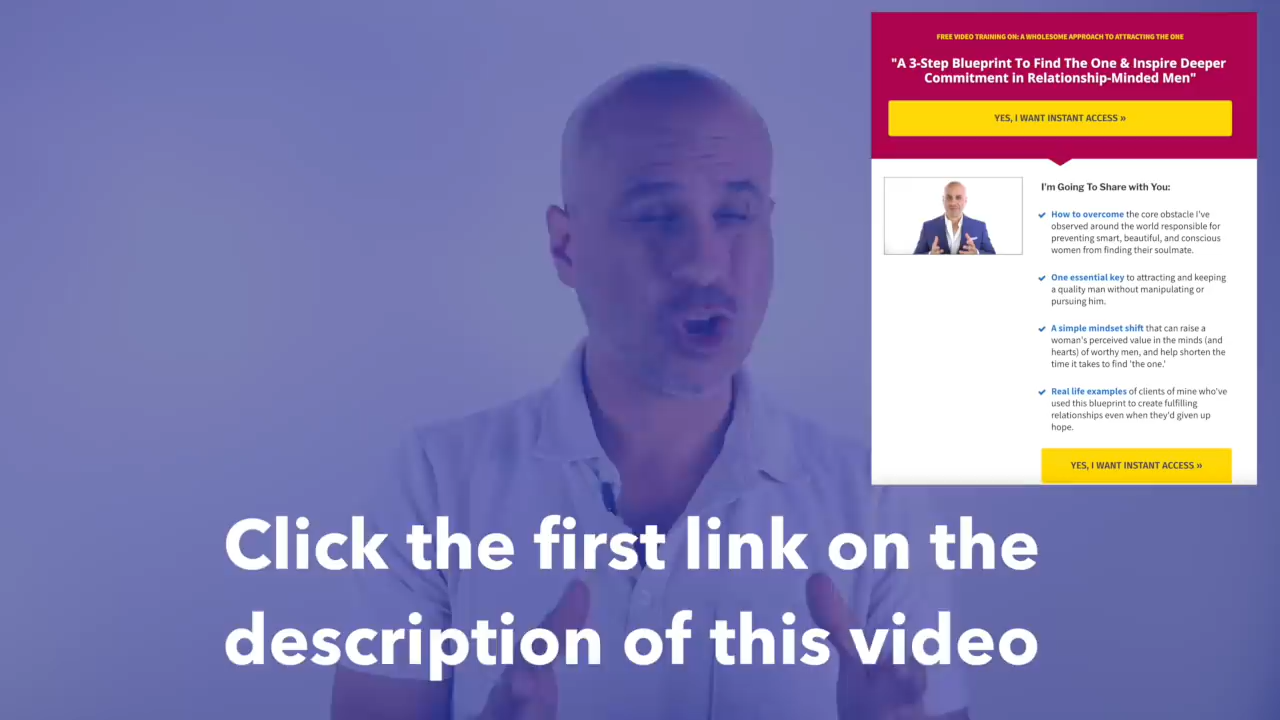 FREE VIDEO TRAINING ON: A WHOLESOME APPROACH TO ATTRACTING THE ONE
"A 3-Step Blueprint To Find The One & Inspire Deeper
Commitment in Relationship-Minded Men"
YES, I WANT INSTANT ACCESS »
I'm Going To Share with You:
How to overcome the core obstacle I've
observed around the world responsible for
preventing smart, beautiful, and conscious
women from finding their soulmate.
One essential key to attracting and keeping
a quality man without manipulating or
pursuing him.
A simple mindset shift that can raise a
woman's perceived value in the minds (and
hearts) of worthy men, and help shorten the
time it takes to find 'the one.'
Real life examples of clients of mine who've
used this blueprint to create fulfilling
relationships even when they'd given up
hope.
YES, I WANT INSTANT ACCESS »
Click the first link on the
description of this video